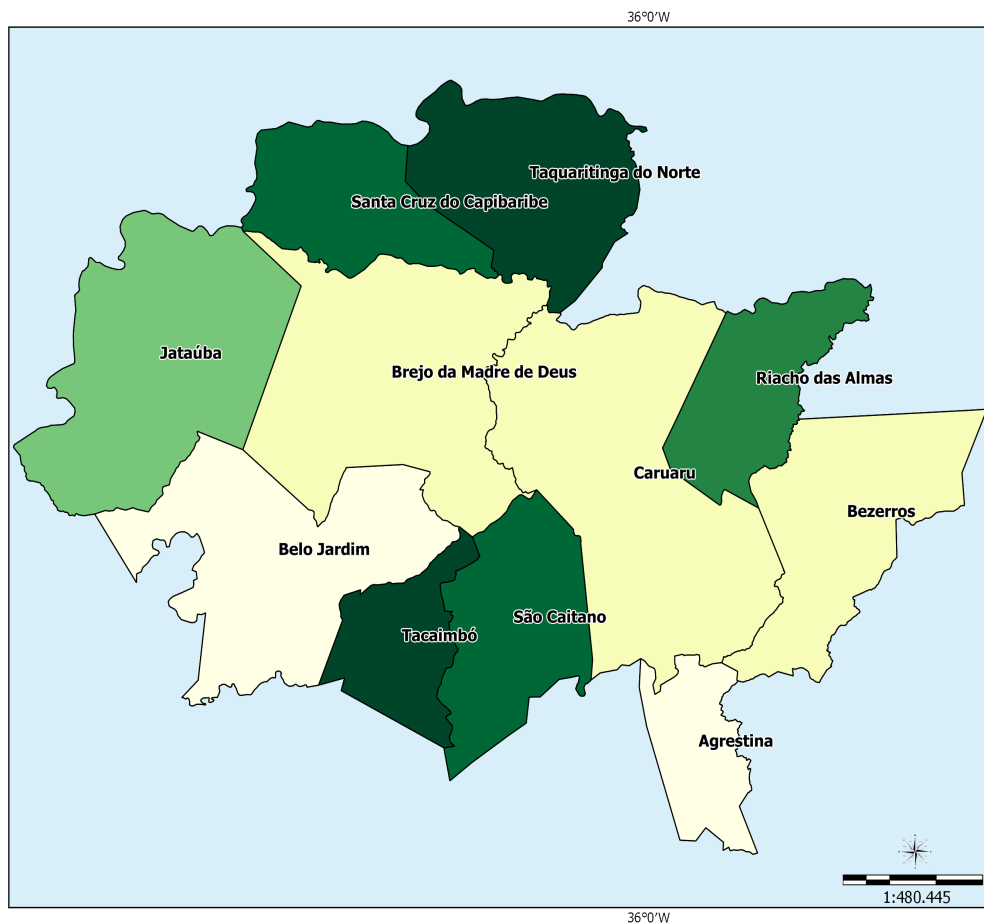 36°0'W
Taquaritinga do Norte
Santa Cruz do Capibaribe
Jataúba
Brejo da Madre de Deus
Riacho das Almas
Caruaru
Bezerros
Belo Jardim
São Caitano
Tacaimbó
Agrestina
1:480.445
36°0'W